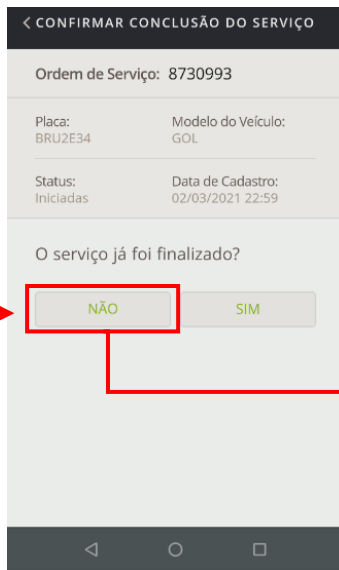 CONFIRMAR CONCLUSÃO DO SERVIÇO
Ordem de Serviço: 8730993
Placa: Modelo do Veículo:
BRU2E34 GOL
Status: Data de Cadastro:
Iniciadas 02/03/2021 22:59
O serviço já foi finalizado?
NÃO SIM